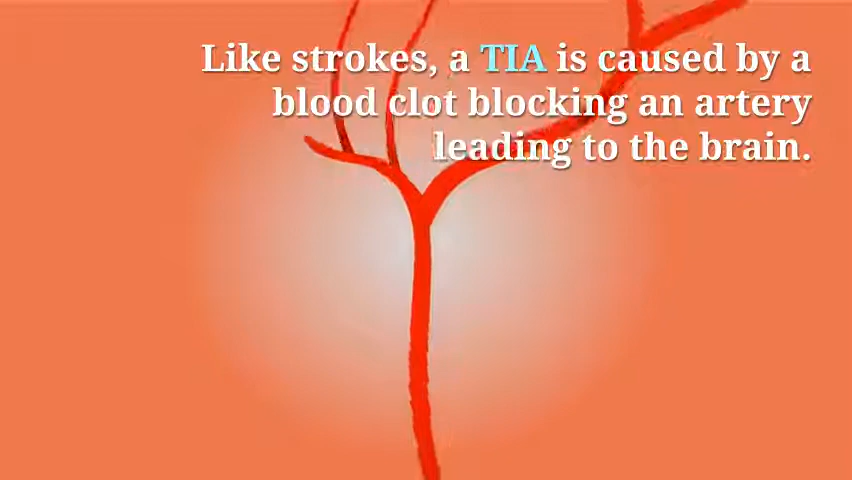 Like strokes, a TIA is caused by a
blood clot blocking an artery
leading to the brain.